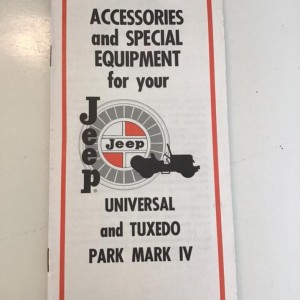 ACCESSORIES
and SPECIAL
EQUIPMENT
for your
Jeep®
Jeep
UNIVERSAL
and TUXEDO
PARK MARK IV